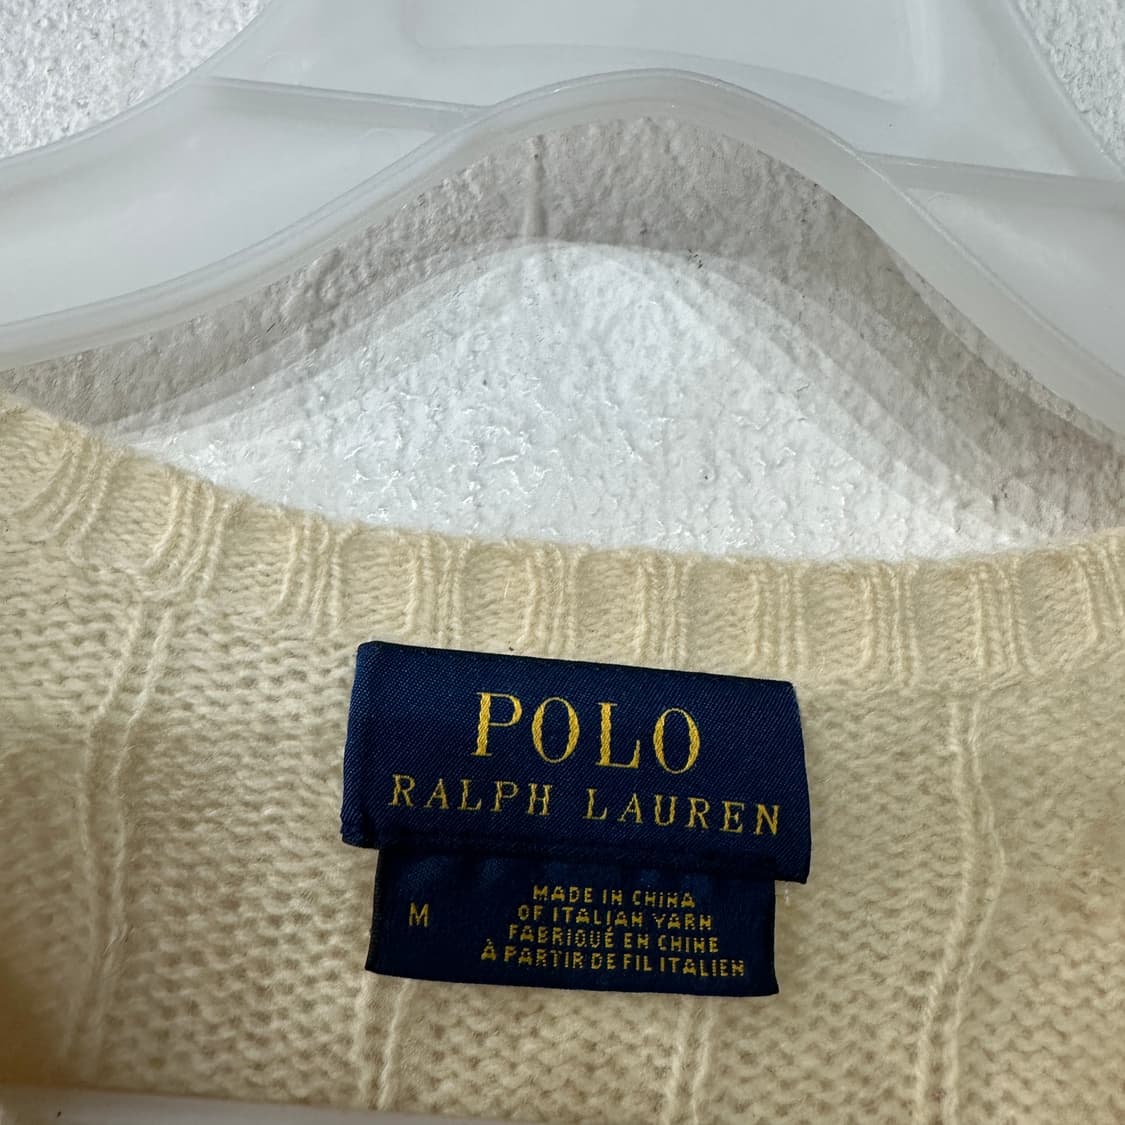 POLO
RALPH LAUREN
M
MADE IN CHINA
OF ITALIAN YARN
FABRIQUÉ EN CHINE
À PARTIR DE FIL ITALIEN